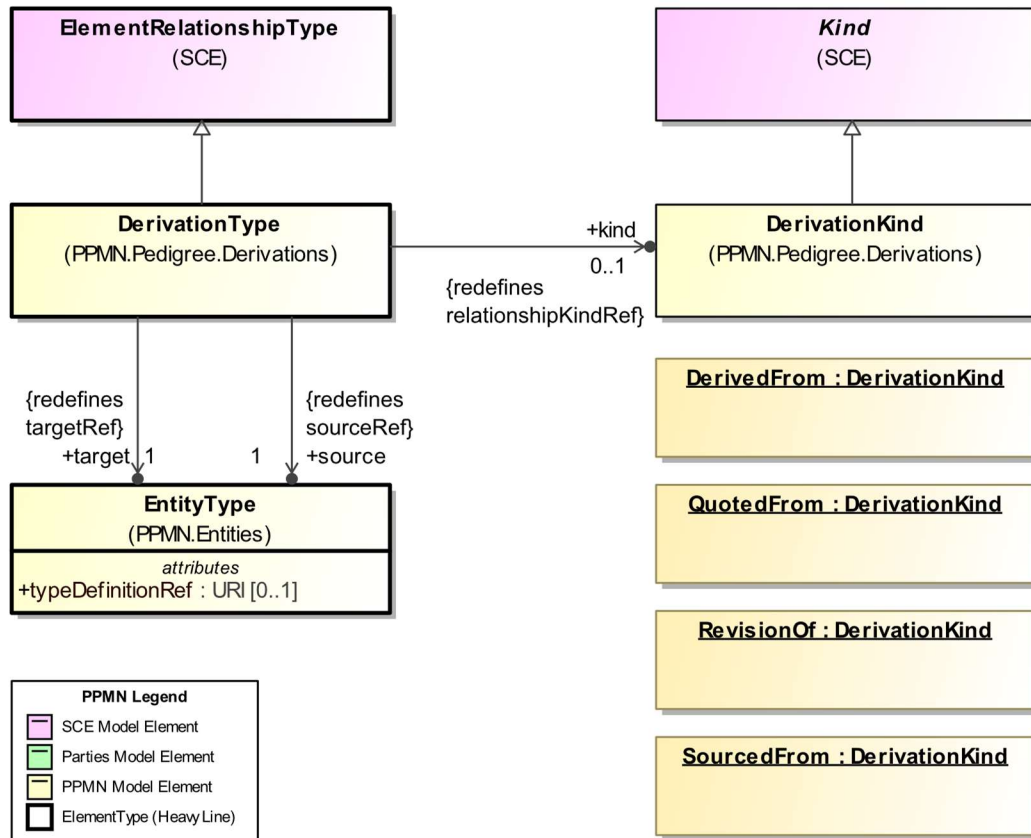 ElementRelationshipType
(SCE)
Kind
(SCE)
DerivationType
(PPMN.Pedigree.Derivations)
+kind
0..1
{redefines
relationshipKindRef}
DerivationKind
(PPMN.Pedigree.Derivations)
{redefines
targetRef}
+target 1
{redefines
sourceRef}
1 +source
EntityType
(PPMN.Entities)
attributes
+typeDefinitionRef : URI [0..1]
DerivedFrom : DerivationKind
QuotedFrom : DerivationKind
RevisionOf : DerivationKind
SourcedFrom : DerivationKind
PPMN Legend
SCE Model Element
Parties Model Element
PPMN Model Element
ElementType (Heavy Line)